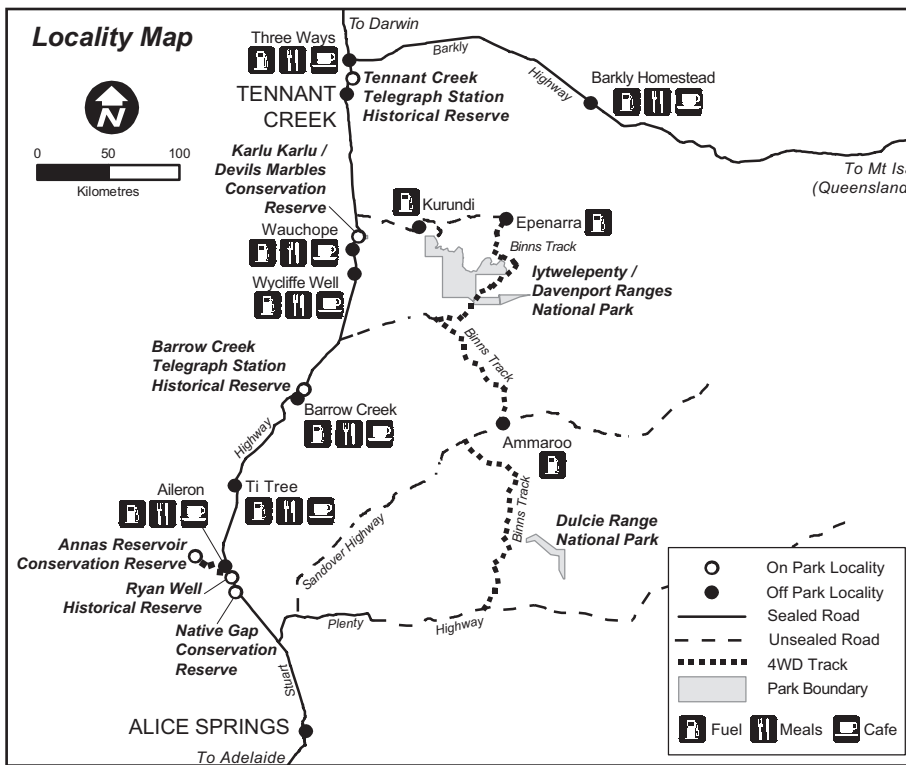 Locality Map
N
0 50 100
Kilometres
To Darwin
Three Ways
Barkly
Highway
Barkly Homestead
To Mt Is
(Queensland
Tennant Creek
Telegraph Station
Historical Reserve
TENNANT
CREEK
Karlu Karlu /
Devils Marbles
Conservation
Reserve
Kurundi
Epenarra
Binns Track
Wauchope
Wycliffe Well
Iytwelepenty /
Davenport Ranges
National Park
Binns Track
Barrow Creek
Telegraph Station
Historical Reserve
Barrow Creek
Highway
Ammaroo
Aileron
Ti Tree
Binns Track
Sandover Highway
Dulcie Range
National Park
Annas Reservoir
Conservation Reserve
Ryan Well
Historical Reserve
Native Gap
Conservation
Reserve
Plenty Highway
Stuart
ALICE SPRINGS
To Adelaide
On Park Locality
Off Park Locality
Sealed Road
Unsealed Road
4WD Track
Park Boundary
Fuel Meals Cafe